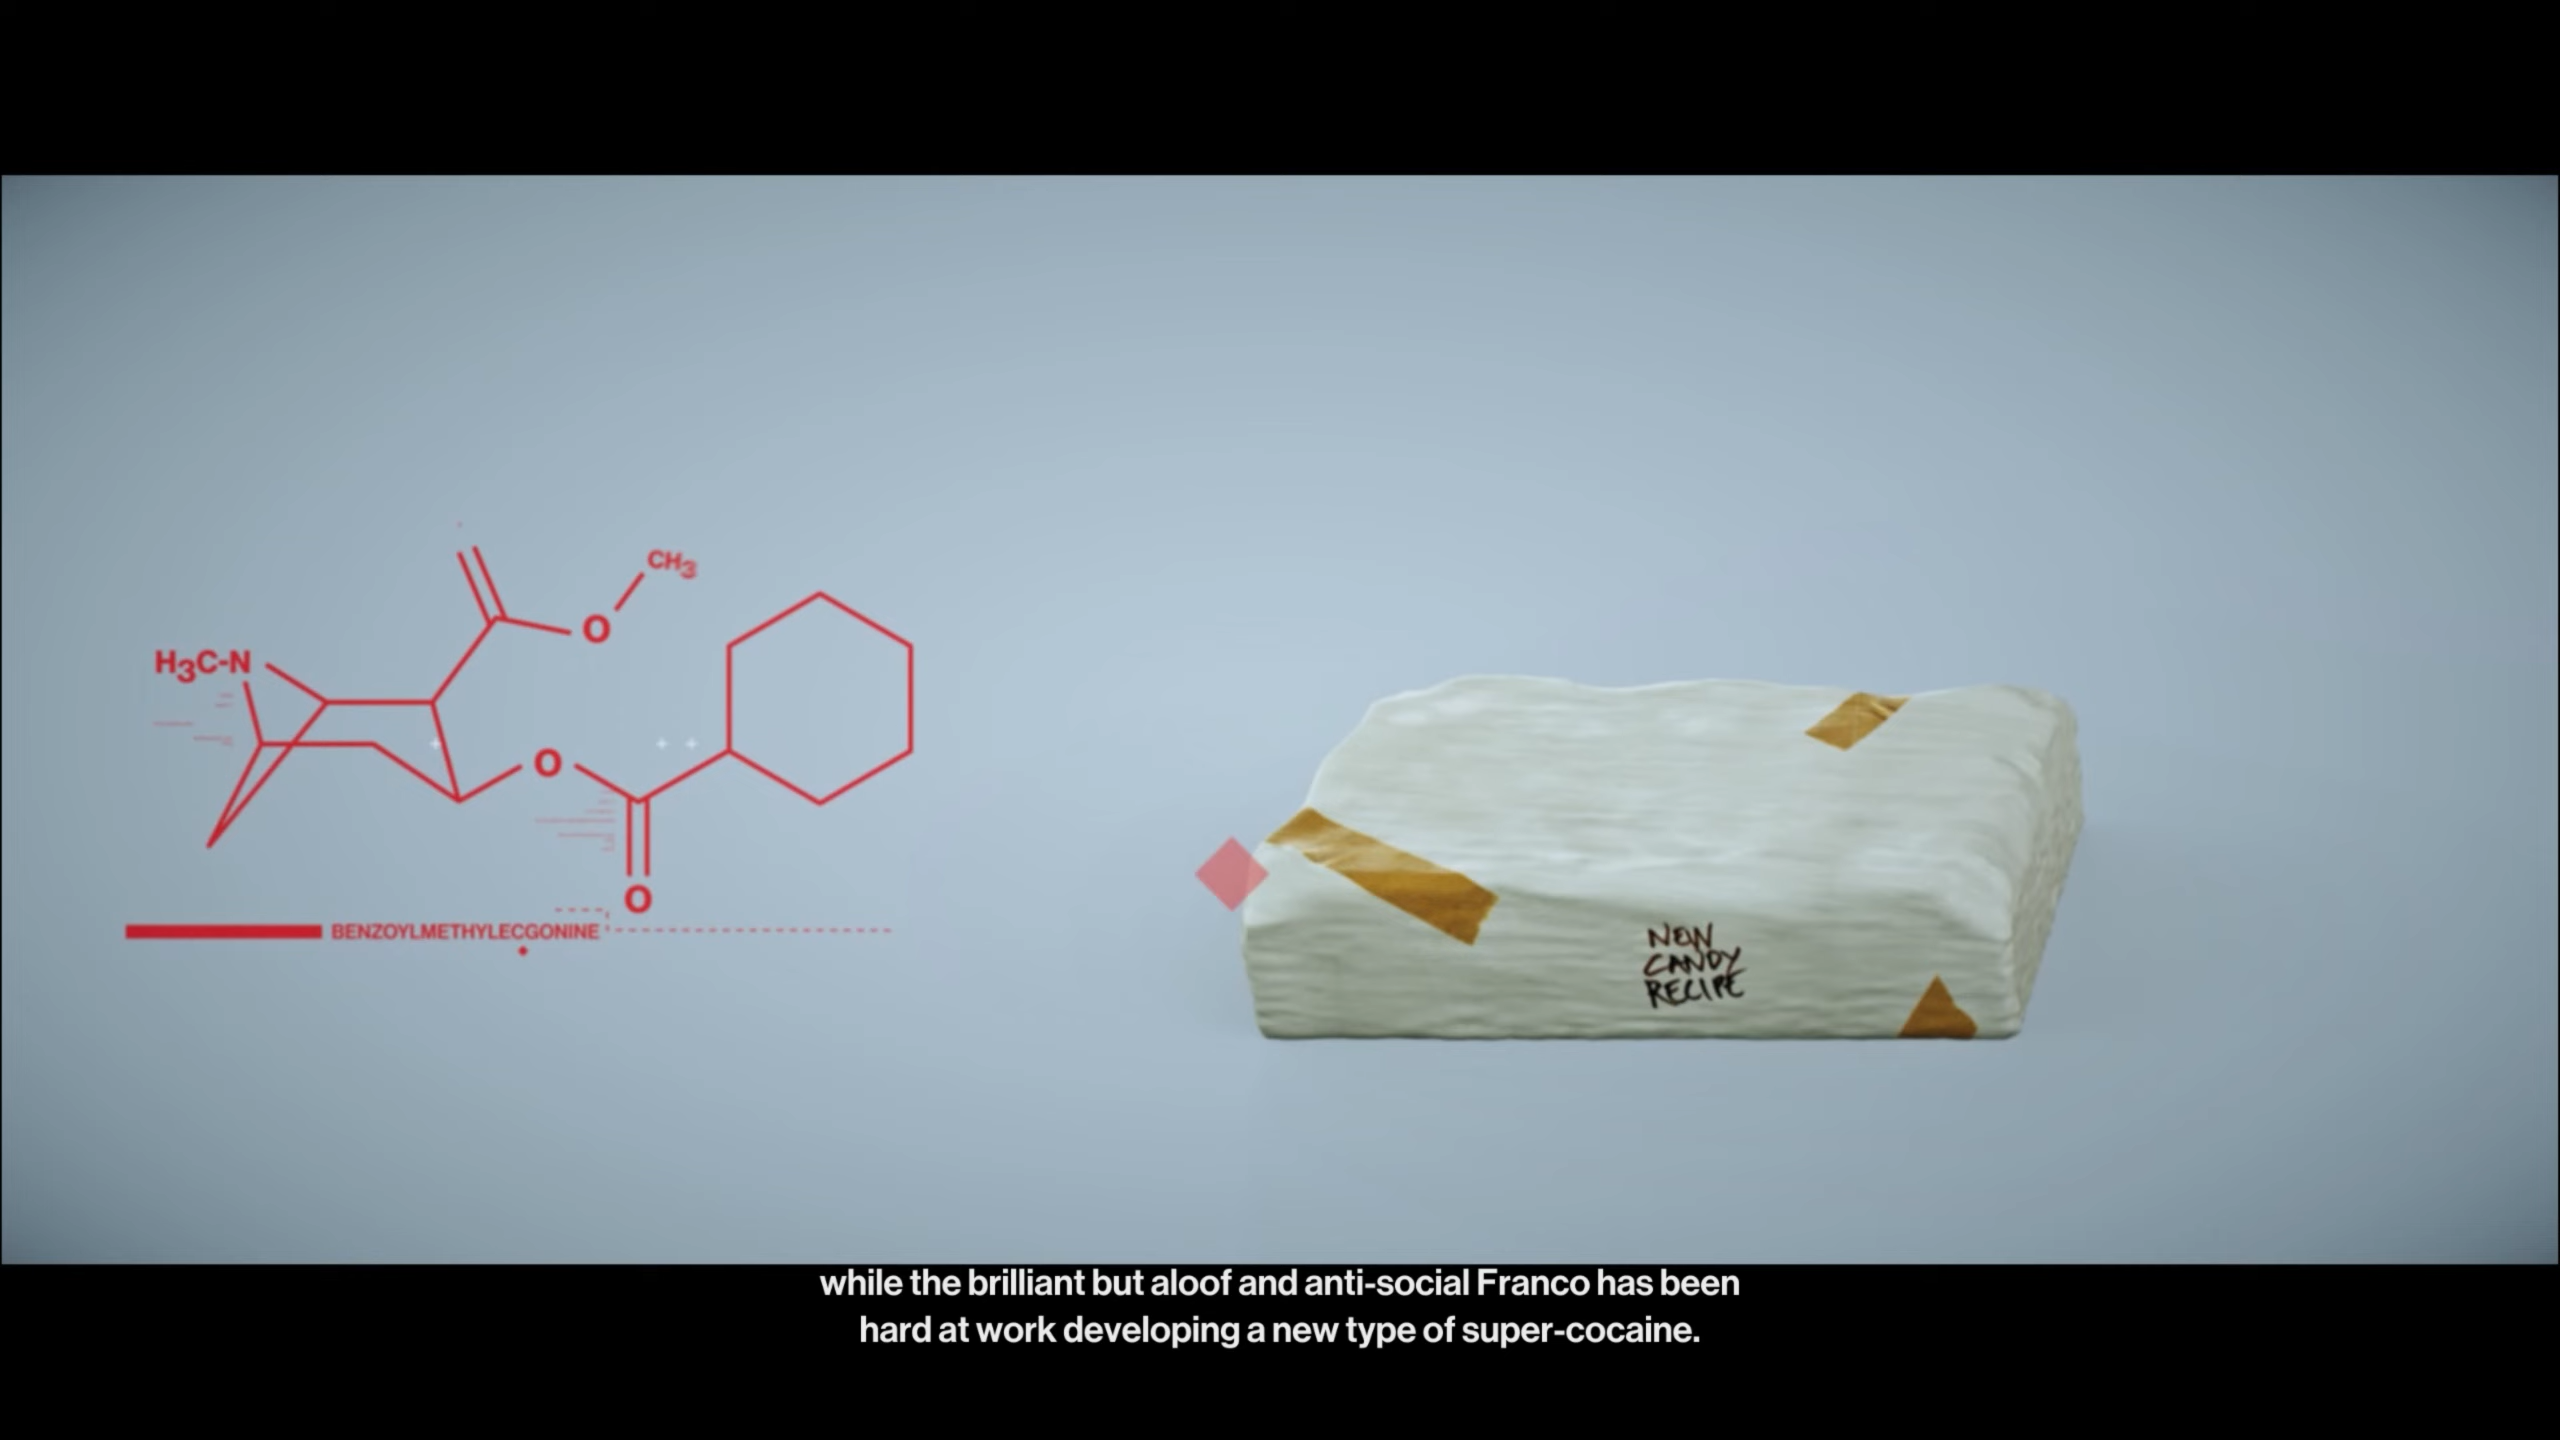 CH3
O
H3C-N
O
O
BENZOYLMETHYLECGONINE
NEW
CANDY
RECIPE
while the brilliant but aloof and anti-social Franco has been
hard at work developing a new type of super-cocaine.